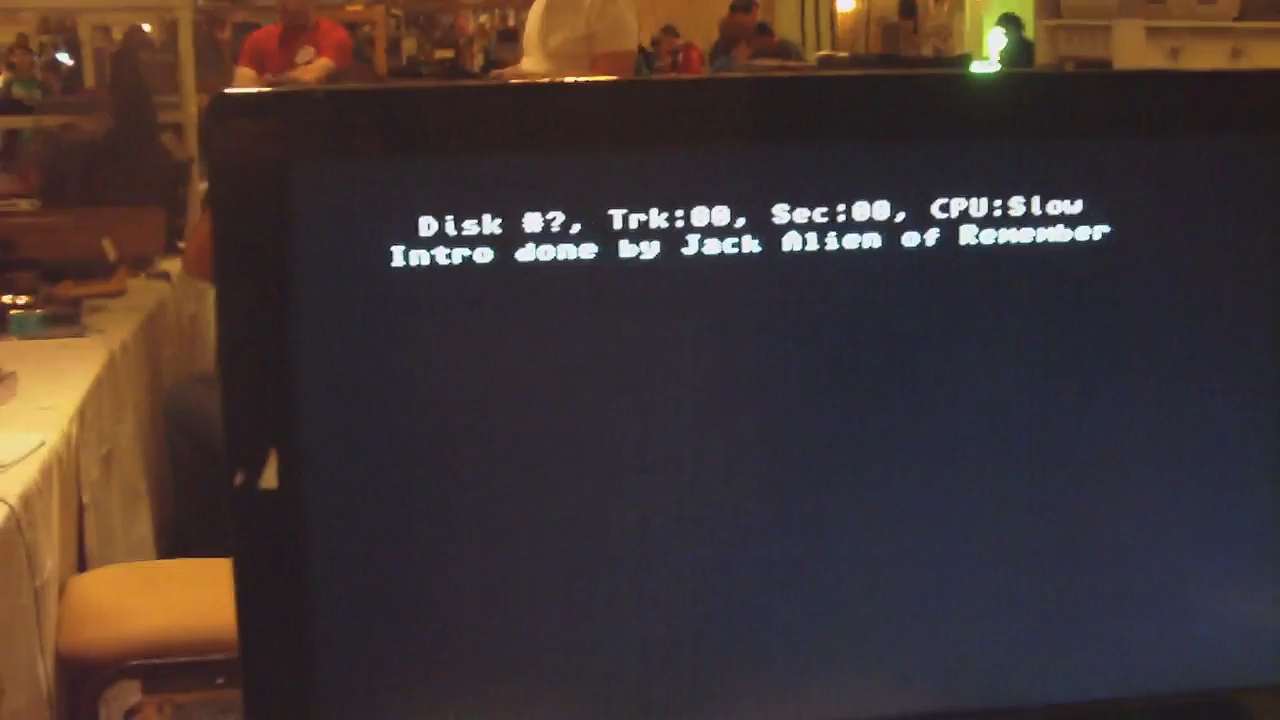 Disk #?, Trk:00, Sec:00, CPU:Slow
Intro done by Jack Alien of Remember